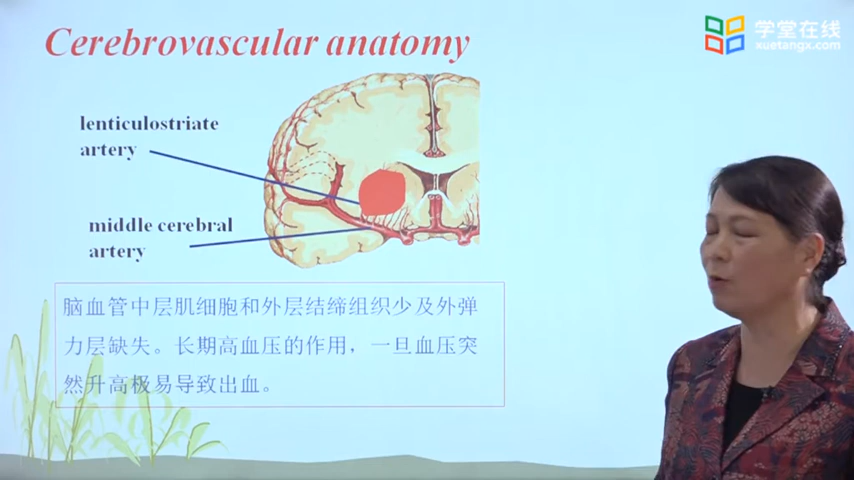 Cerebrovascular anatomy
学堂在线
xuetangx.com
lenticulostriate
artery
middle cerebral
artery
脑血管中层肌细胞和外层结缔组织少及外弹
力层缺失。长期高血压的作用，一旦血压突
然升高极易导致出血。